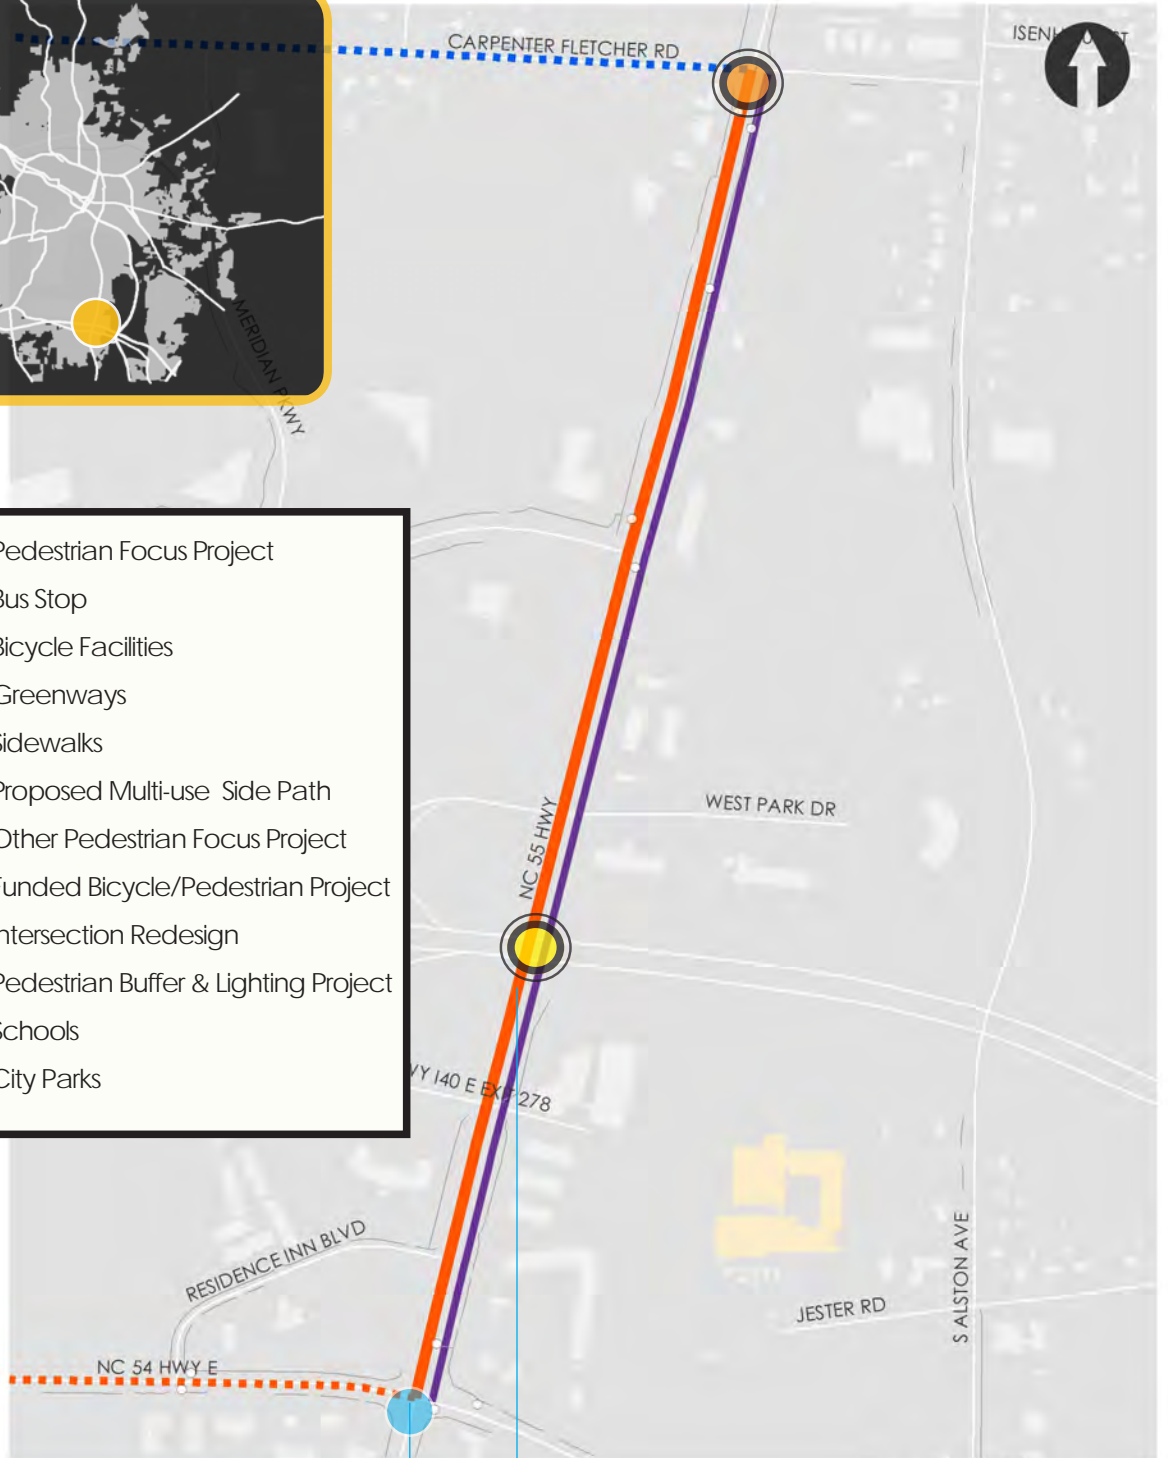 CARPENTER FLETCHER RD
MERIDIAN PKWY
Pedestrian Focus Project
Bus Stop
Bicycle Facilities
Greenways
Sidewalks
Proposed Multi-use Side Path
Other Pedestrian Focus Project
Funded Bicycle/Pedestrian Project
Intersection Redesign
Pedestrian Buffer & Lighting Project
Schools
City Parks
WEST PARK DR
NC 55 HWY
WY I40 E EXIT 278
RESIDENCE INN BLVD
JESTER RD
S ALSTON AVE
NC 54 HWY E